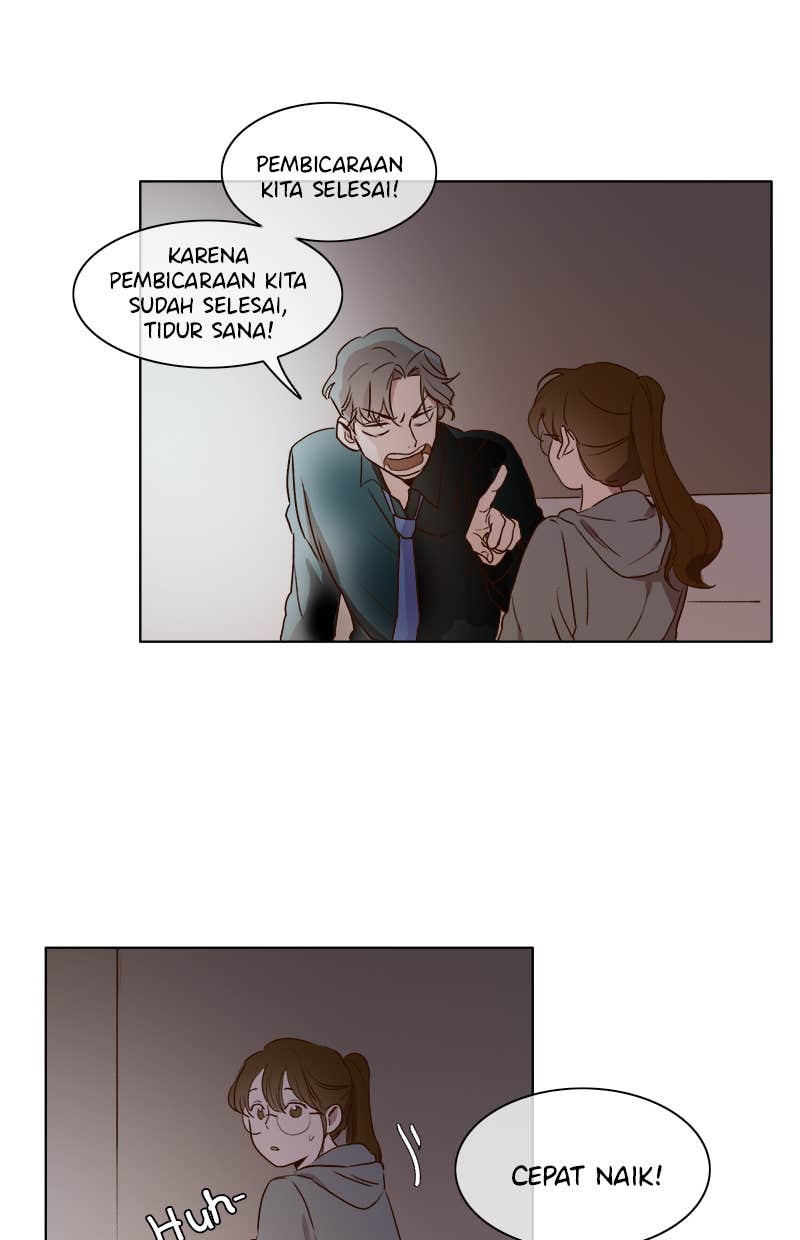 PEMBICARAAN
KITA SELESAI!
KARENA
PEMBICARAAN KITA
SUDAH SELESAI,
TIDUR SANA!
CEPAT NAIK!
Huh-